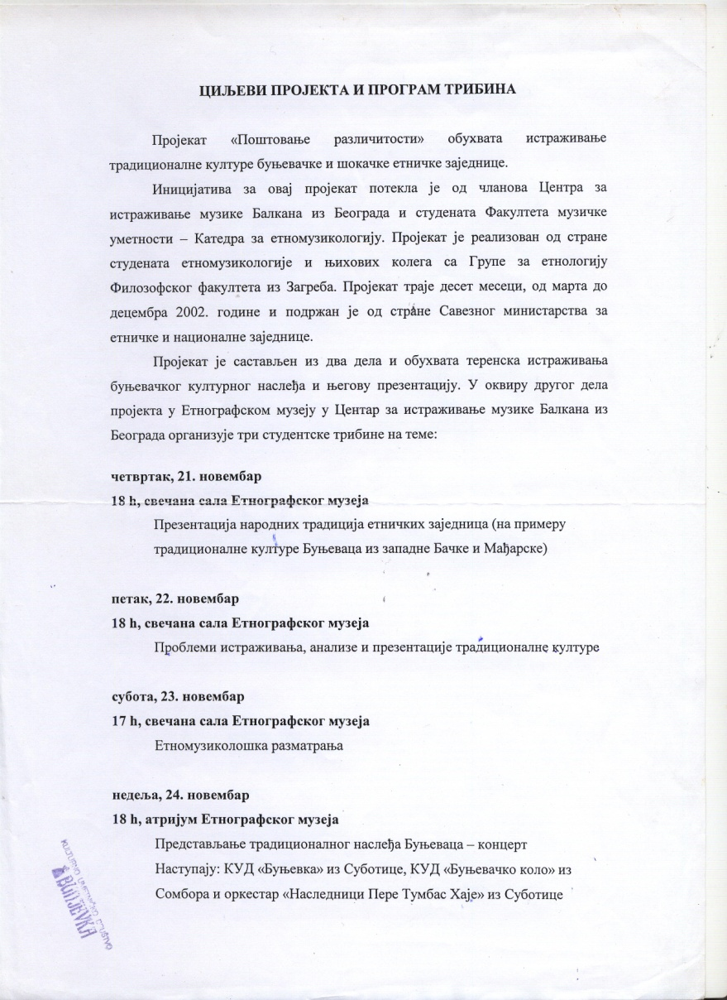 ЦИЉЕВИ ПРОЈЕКТА И ПРОГРАМ ТРИБИНА
Пројекат «Поштовање различитости» обухвата истраживање
традиционалне културе буњевачке и шокачке етничке заједнице.
Иницијатива за овај пројекат потекла је од чланова Центра за
истраживање музике Балкана из Београда и студената Факултета музичке
уметности – Катедра за етномузикологију. Пројекат је реализован од стране
студената етномузикологије и њихових колега са Групе за етнологију
Филозофског факултета из Загреба. Пројекат траје десет месеци, од марта до
децембра 2002. године и подржан је од стране Савезног министарства за
етничке и националне заједнице.
Пројекат је састављен из два дела и обухвата теренска истраживања
буњевачког културног наслеђа и његову презентацију. У оквиру другог дела
пројекта у Етнографском музеју у Центар за истраживање музике Балкана из
Београда организује три студентске трибине на теме:
четвртак, 21. новембар
18 h, свечана сала Етнографског музеја
Презентација народних традиција етничких заједница (на примеру
традиционалне културе Буњеваца из западне Бачке и Мађарске)
петак, 22. новембар
18 h, свечана сала Етнографског музеја
Проблеми истраживања, анализе и презентације традиционалне културе
субота, 23. новембар
17 h, свечана сала Етнографског музеја
Етномузиколошка разматрања
недеља, 24. новембар
18 h, атријум Етнографског музеја
Представљање традиционалног наслеђа Буњеваца – концерт
Наступају: КУД «Буњевка» из Суботице, КУД «Буњевачко коло» из
Сомбора и оркестар «Наследници Пере Тумбас Хаје» из Суботице
KULTURNO UMETNIČKO DRUŠTVO
BUNJEVKA